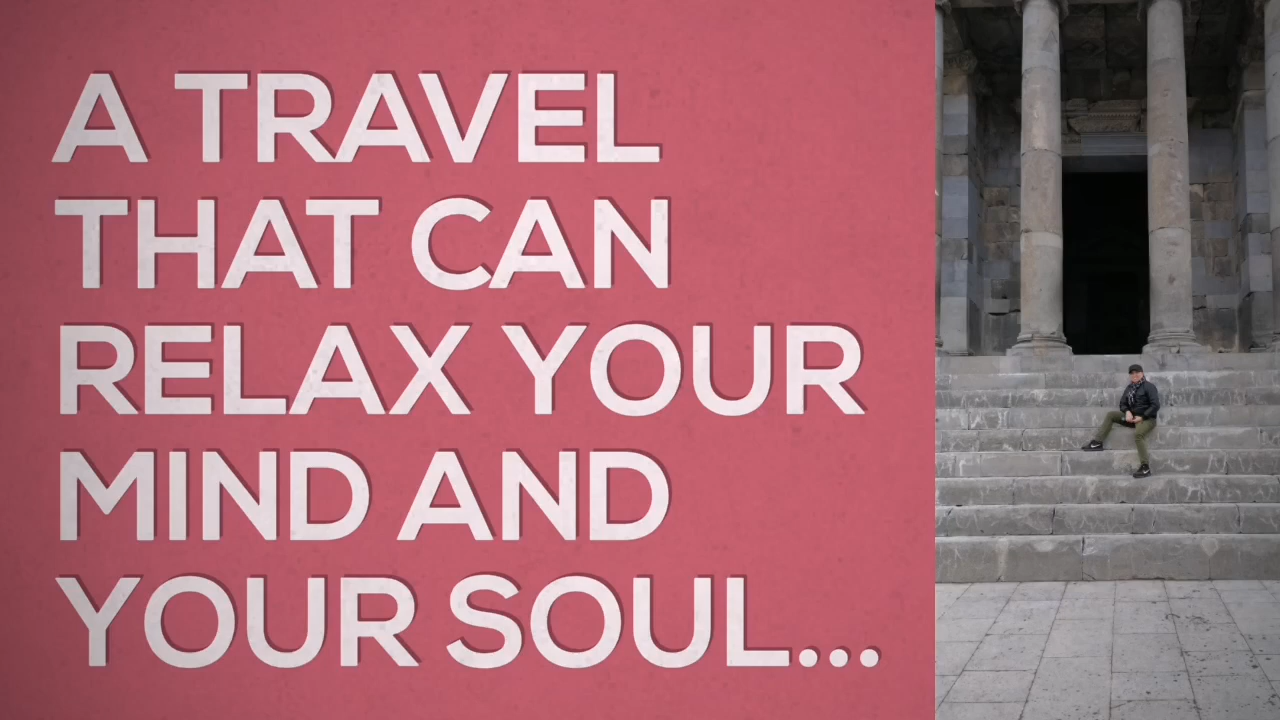 A TRAVEL
THAT CAN
RELAX YOUR
MIND AND
YOUR SOUL...